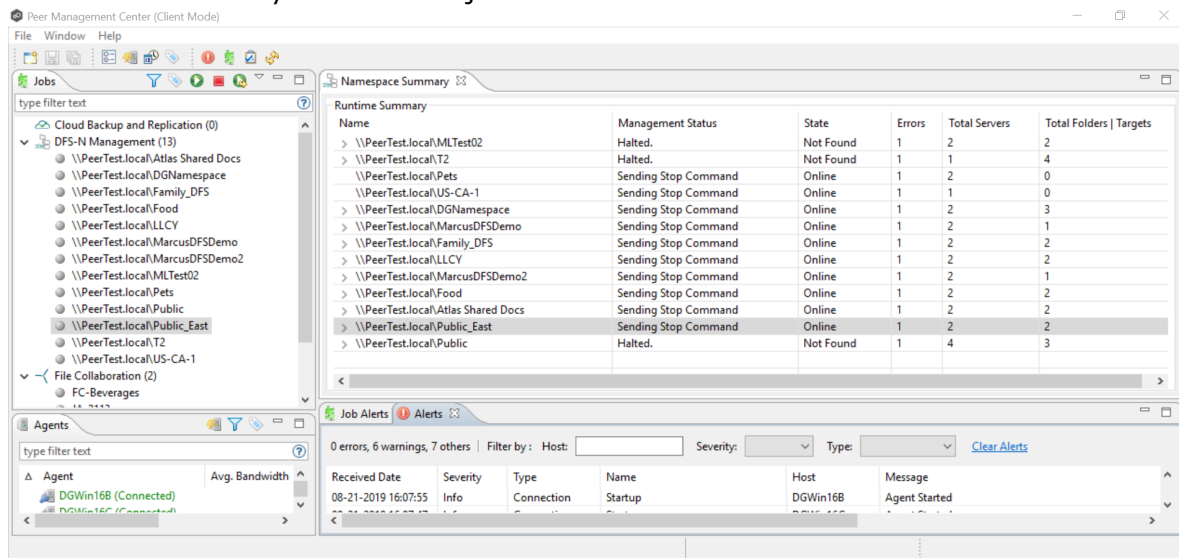 Peer Management Center (Client Mode)
File Window Help
Jobs
type filter text
Cloud Backup and Replication (0)
DFS-N Management (13)
\\PeerTest.local\Atlas Shared Docs
\\PeerTest.local\DGNamespace
\\PeerTest.local\Family_DFS
\\PeerTest.local\Food
\\PeerTest.local\LLCY
\\PeerTest.local\MarcusDFSDemo
\\PeerTest.local\MarcusDFSDemo2
\\PeerTest.local\MLTest02
\\PeerTest.local\Pets
\\PeerTest.local\Public
\\PeerTest.local\Public_East
\\PeerTest.local\T2
\\PeerTest.local\US-CA-1
File Collaboration (2)
FC-Beverages
Agents
type filter text
Agent Avg. Bandwidth
DGWin16B (Connected)
DGWin16C (Connected)
Namespace Summary
Runtime Summary
Name Management Status State Errors Total Servers Total Folders | Targets
\\PeerTest.local\MLTest02 Halted. Not Found 1 2 2
\\PeerTest.local\T2 Halted. Not Found 1 1 4
\\PeerTest.local\Pets Sending Stop Command Online 1 2 0
\\PeerTest.local\US-CA-1 Sending Stop Command Online 1 1 0
\\PeerTest.local\DGNamespace Sending Stop Command Online 1 2 3
\\PeerTest.local\MarcusDFSDemo Sending Stop Command Online 1 2 1
\\PeerTest.local\Family_DFS Sending Stop Command Online 1 2 2
\\PeerTest.local\LLCY Sending Stop Command Online 1 2 2
\\PeerTest.local\MarcusDFSDemo2 Sending Stop Command Online 1 2 1
\\PeerTest.local\Food Sending Stop Command Online 1 2 2
\\PeerTest.local\Atlas Shared Docs Sending Stop Command Online 1 2 2
\\PeerTest.local\Public_East Sending Stop Command Online 1 2 2
\\PeerTest.local\Public Halted. Not Found 1 4 3
Job Alerts Alerts
0 errors, 6 warnings, 7 others | Filter by : Host: Severity: Type: Clear Alerts
Received Date Severity Type Name Host Message
08-21-2019 16:07:55 Info Connection Startup DGWin16B Agent Started